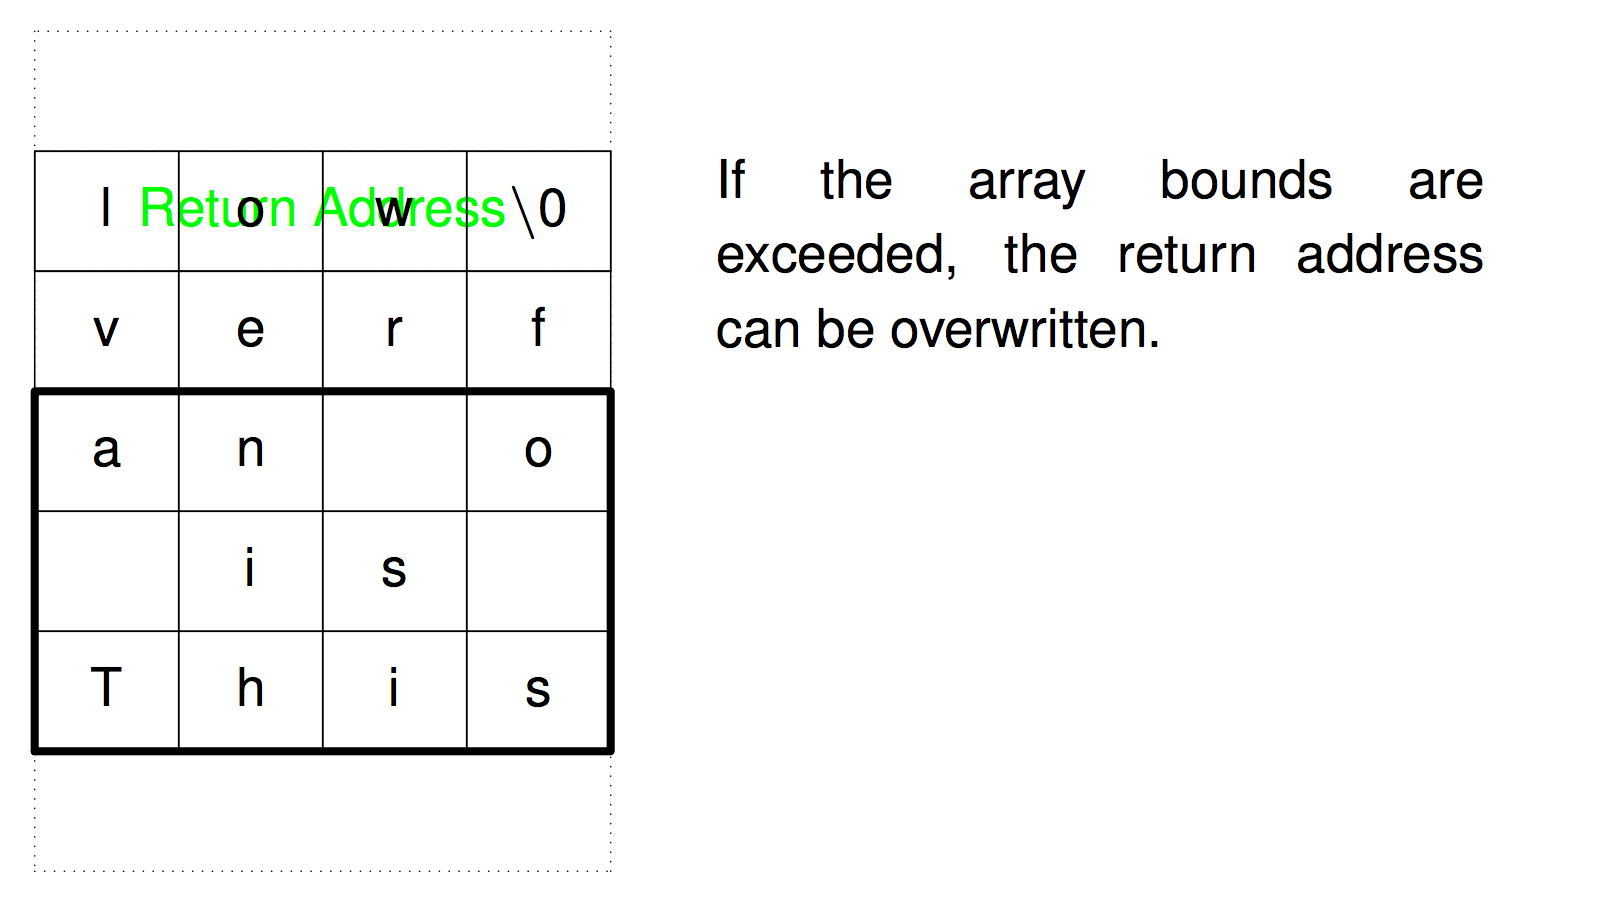 l o w \0
Return Address
v e r f
a n o
i s
T h i s
If the array bounds are
exceeded, the return address
can be overwritten.